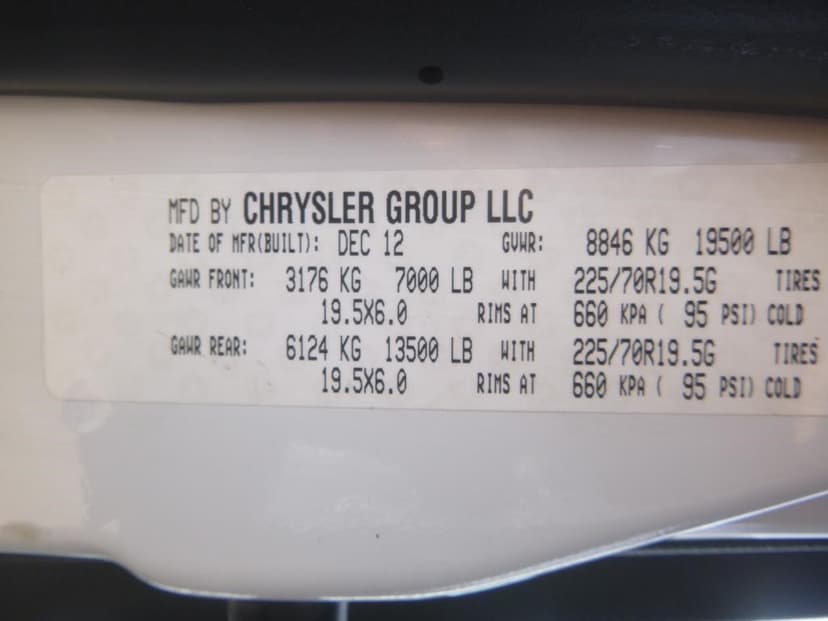 MFD BY CHRYSLER GROUP LLC
DATE OF MFR(BUILT): DEC 12 GVWR: 8846 KG 19500 LB
GAWR FRONT: 3176 KG 7000 LB WITH 225/70R19.5G TIRES
19.5X6.0 RIMS AT 660 KPA ( 95 PSI) COLD
GAWR REAR: 6124 KG 13500 LB WITH 225/70R19.5G TIRES
19.5X6.0 RIMS AT 660 KPA ( 95 PSI) COLD